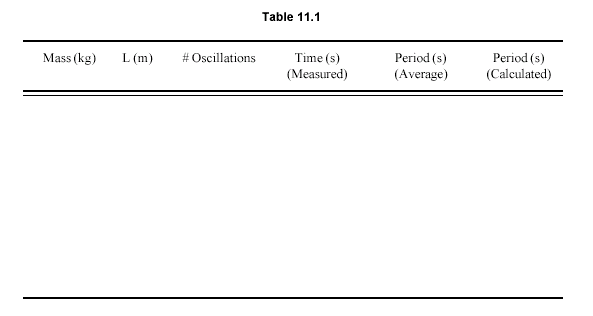 Table 11.1
Mass (kg) L (m) # Oscillations Time (s) Period (s) Period (s)
(Measured) (Average) (Calculated)